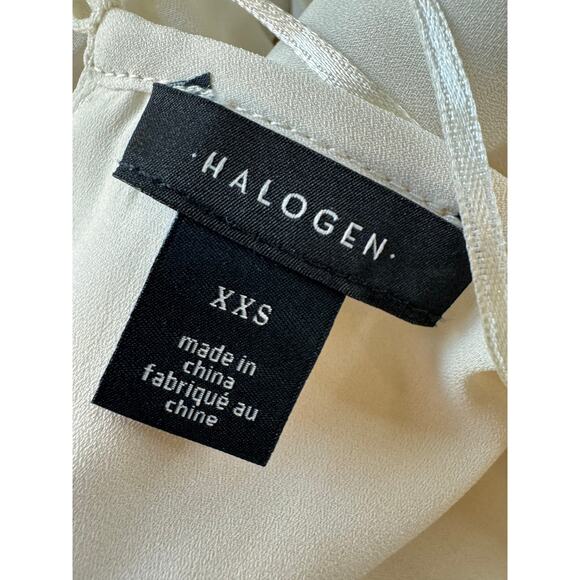 ·HALOGEN·
XXS
made in
china
fabriqué au
chine